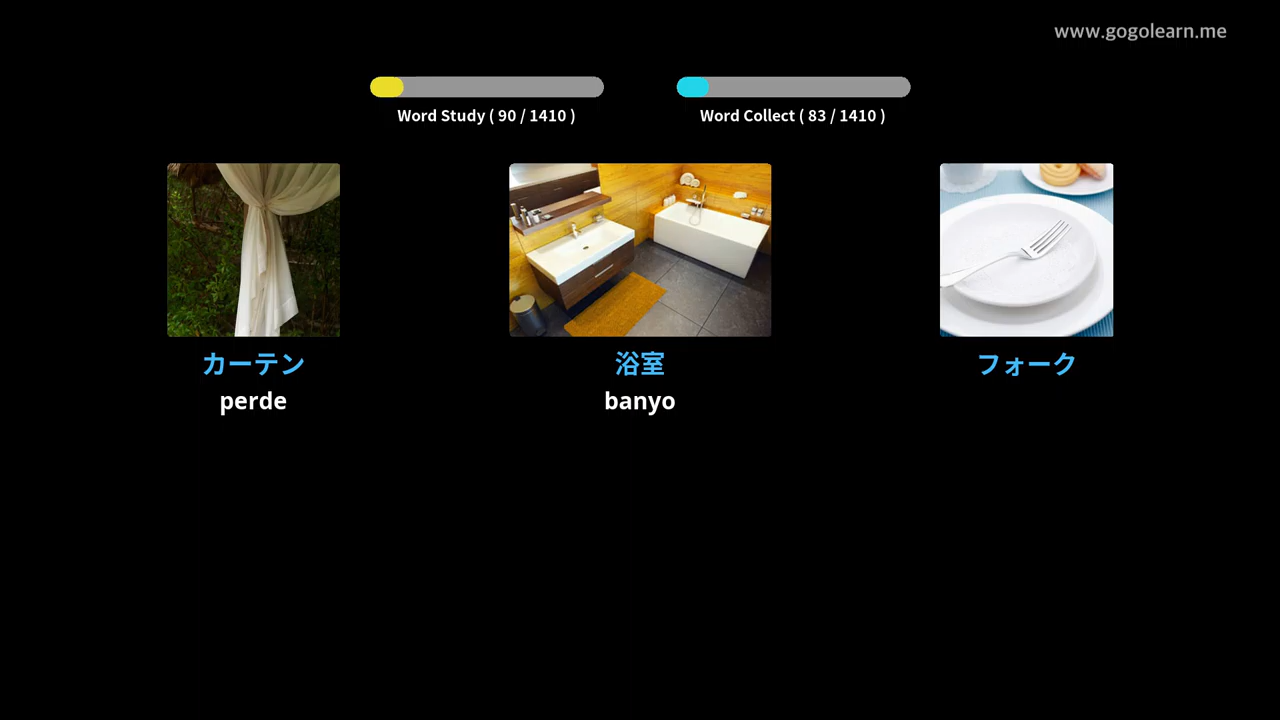 www.gogolearn.me
Word Study ( 90 / 1410 )
Word Collect ( 83 / 1410 )
カーテン
perde
浴室
banyo
フォーク